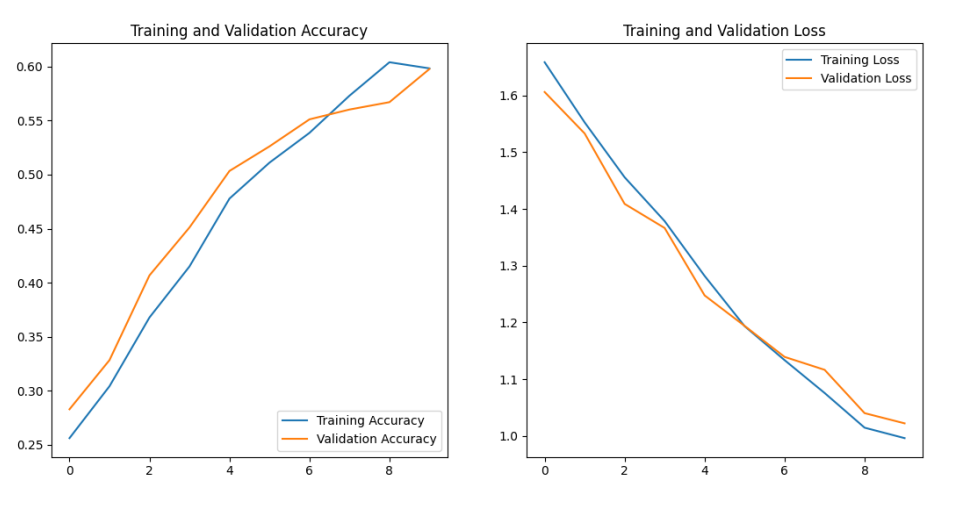 Training and Validation Accuracy
0.60
0.55
0.50
0.45
0.40
0.35
0.30
0.25
Training Accuracy
Validation Accuracy
0 2 4 6 8
Training and Validation Loss
Training Loss
Validation Loss
1.6
1.5
1.4
1.3
1.2
1.1
1.0
0 2 4 6 8